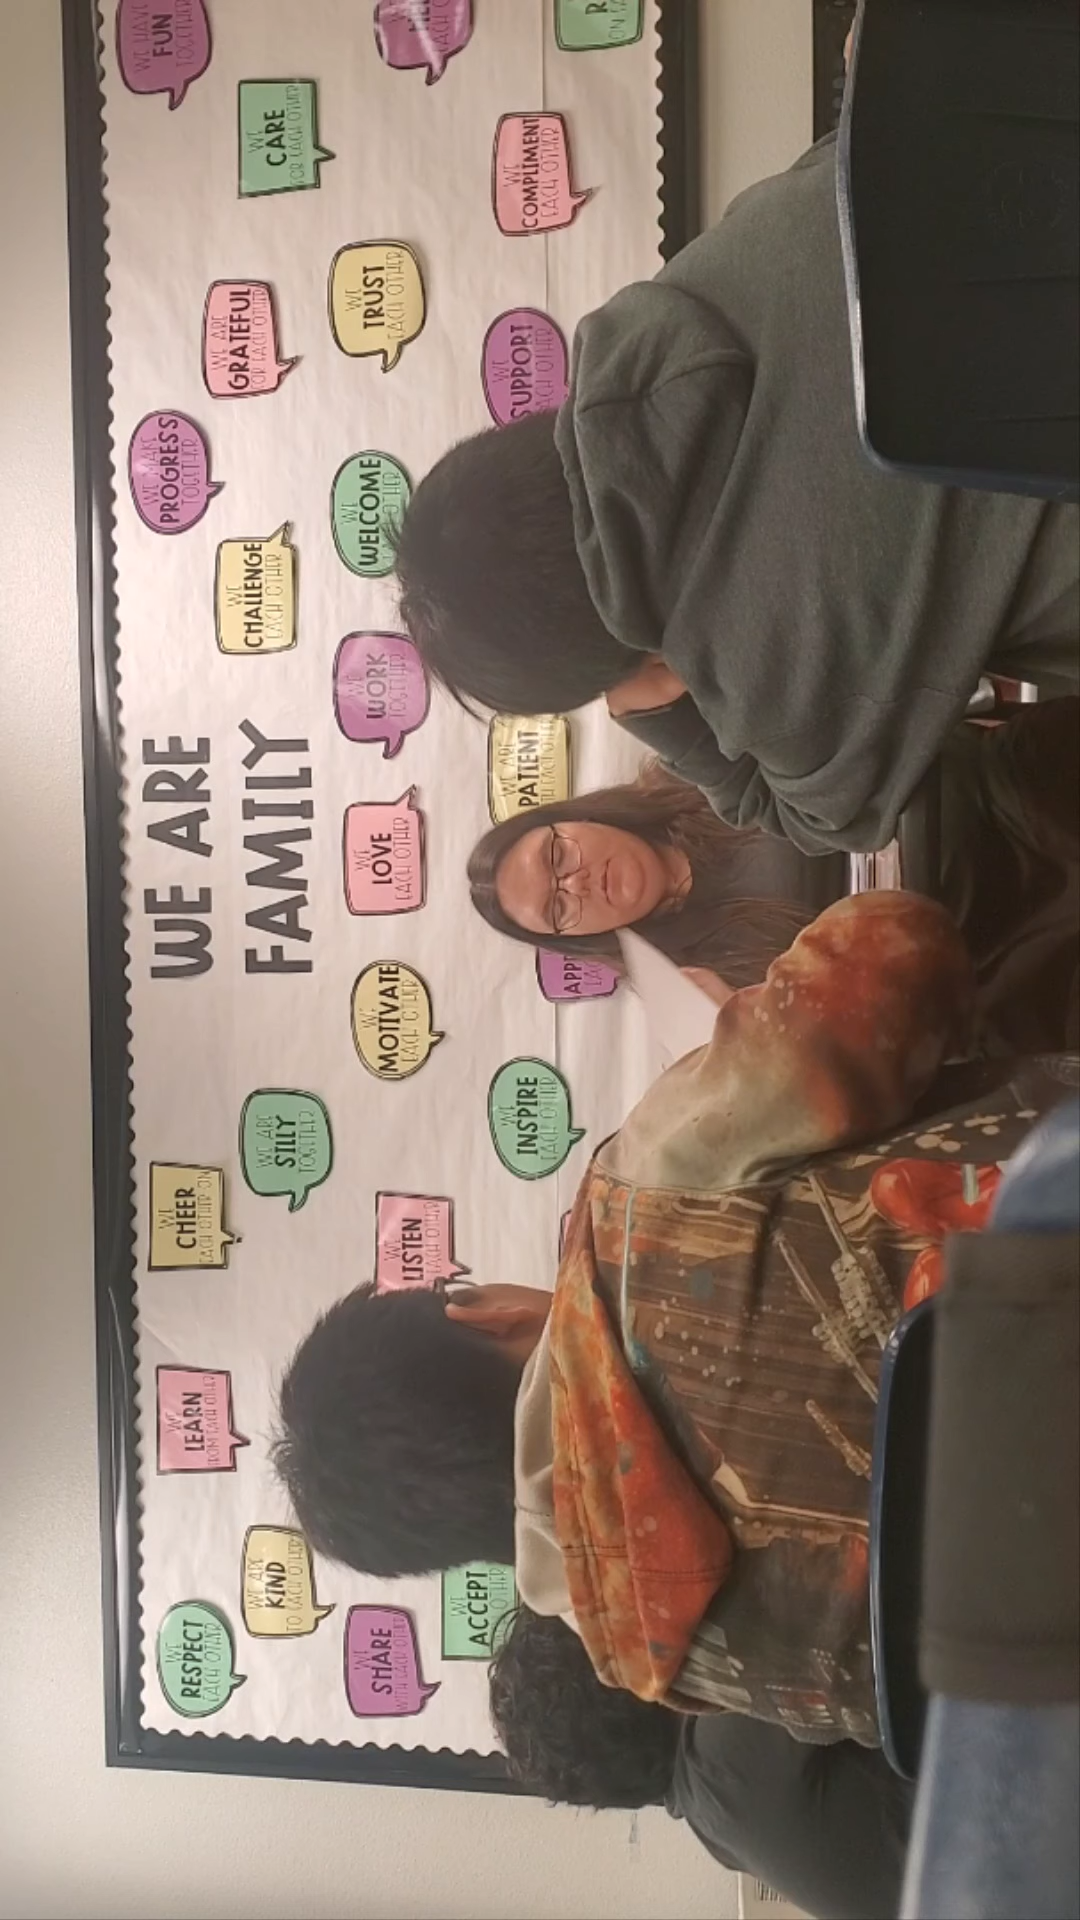 WE ARE
FAMILY
WE
RESPECT
EACH OTHER
WE
LEARN
FROM EACH OTHER
WE
CHEER
EACH OTHER ON
WE MAKE
PROGRESS
TOGETHER
WE HAVE
FUN
TOGETHER
WE ARE
KIND
TO EACH OTHER
WE ARE
SILLY
TOGETHER
WE
CHALLENGE
EACH OTHER
WE ARE
GRATEFUL
FOR EACH OTHER
WE
CARE
FOR EACH OTHER
WE
SHARE
WITH EACH OTHER
WE
LISTEN
EACH OTHER
WE
MOTIVATE
EACH OTHER
WE
LOVE
EACH OTHER
WE
WORK
TOGETHER
WE
WELCOME
EACH OTHER
WE
TRUST
EACH OTHER
WE
ACCEPT
OTHER
WE
INSPIRE
EACH OTHER
APP
EAC
WE ARE
PATIENT
EACH OTHER
WE
SUPPORT
EACH OTHER
WE
COMPLIMENT
EACH OTHER